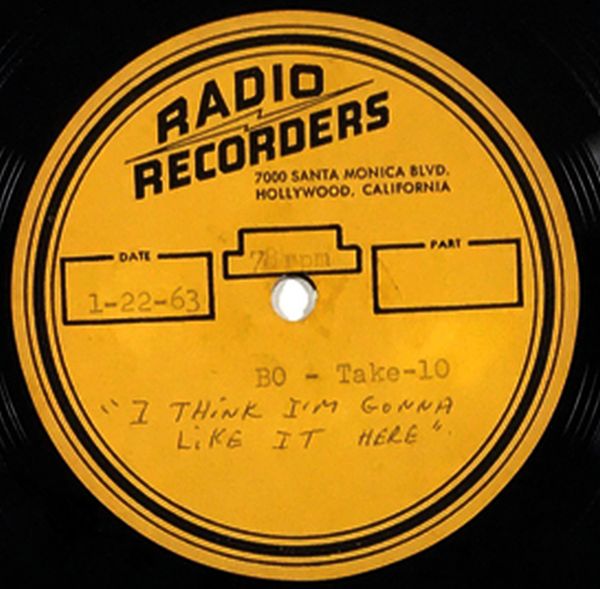 RADIO
RECORDERS
7000 SANTA MONICA BLVD.
HOLLYWOOD, CALIFORNIA
DATE
78 rpm
PART
1-22-63
BO - Take-10
"I THINK I'M GONNA
LIKE IT HERE".